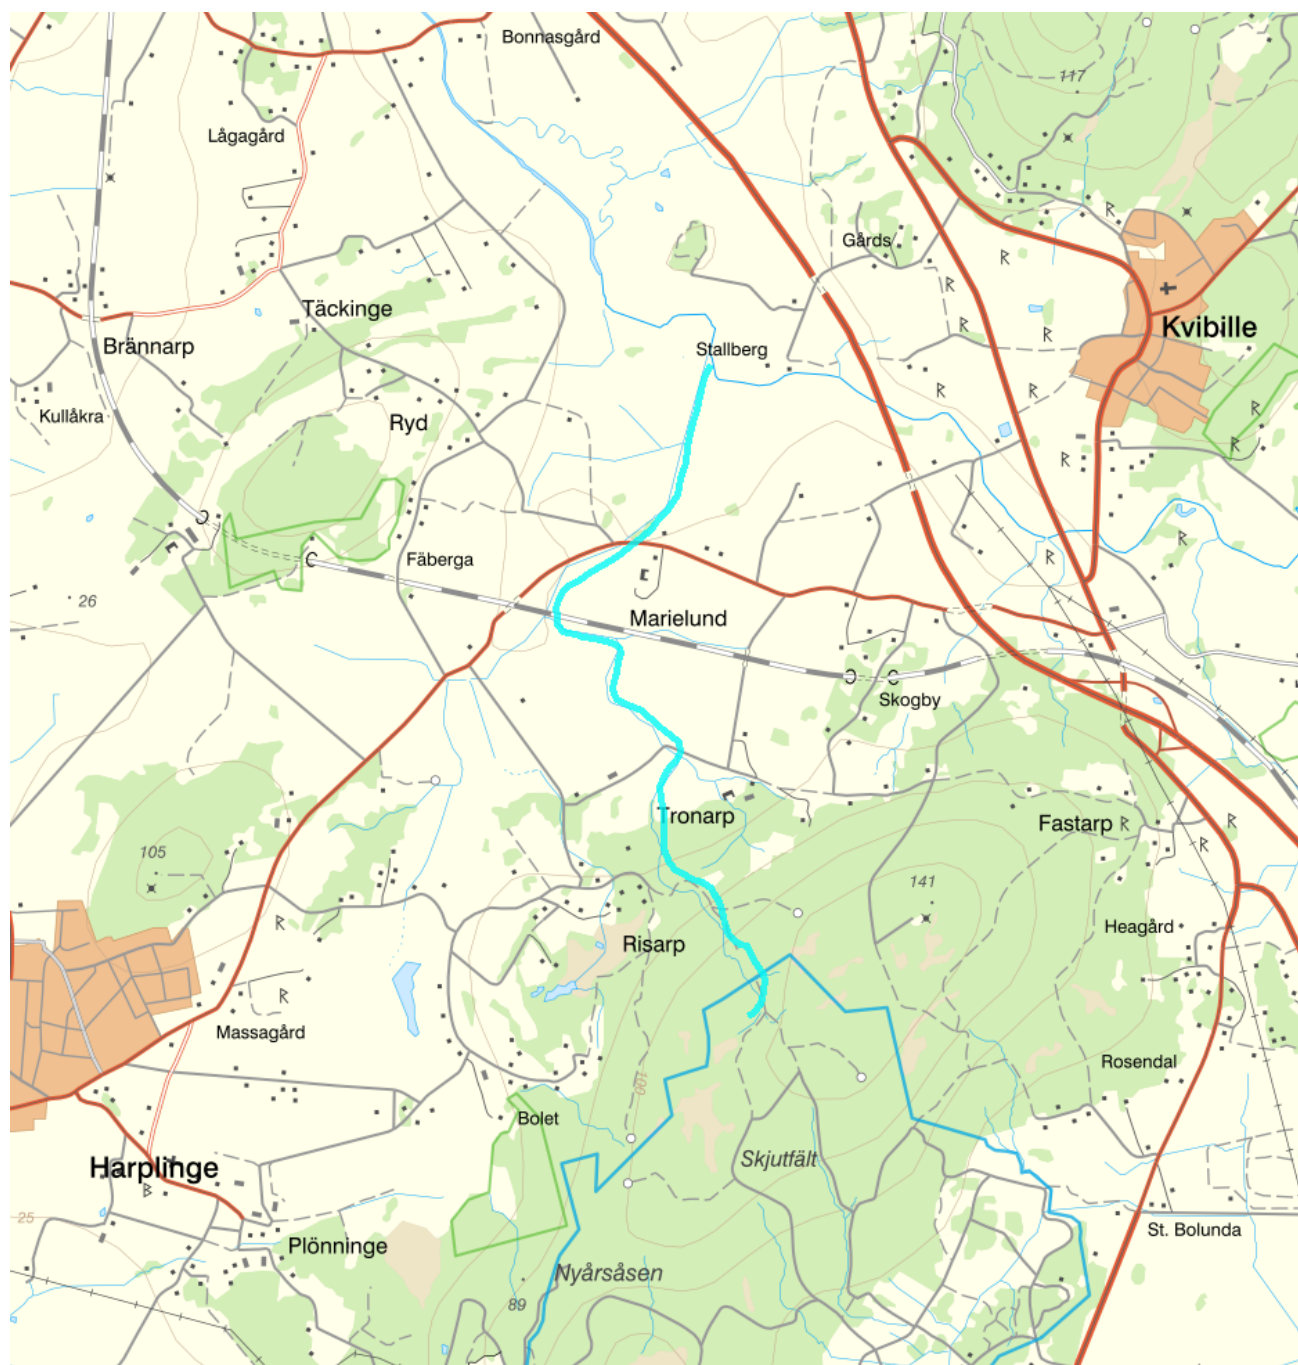 Bonnasgård
117
Lågagård
Gårds
Täckinge
Kvibille
Brännarp
Stallberg
Kullåkra
Ryd
Fäberga
26
Marielund
Skogby
Tronarp
Fastarp
105
141
Heagård
Risarp
Massagård
Rosendal
100
Bolet
Skjutfält
Harplinge
25
St. Bolunda
Plönninge
Nyårsåsen
89